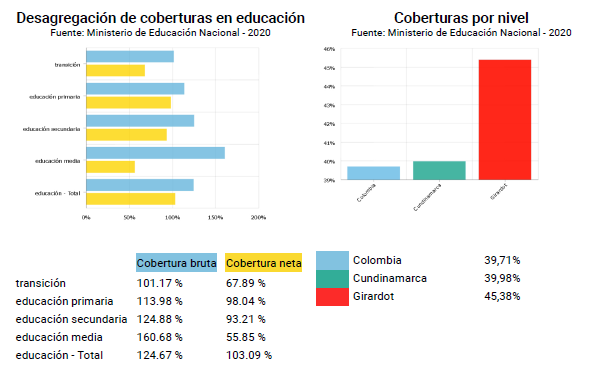 Desagregação de coberturas en educación
Fuente: Ministerio de Educación Nacional - 2020
transición
educación primaria
educación secundaria
educación media
educación - Total
0%
50%
100%
150%
200%
Coberturas por nivel
Fuente: Ministerio de Educación Nacional - 2020
46%
45%
44%
43%
42%
41%
40%
39%
Colombia
Cundinamarca
Girardot
Cobertura bruta Cobertura neta
transición 101.17 % 67.89 %
educación primaria 113.98 % 98.04 %
educación secundaria 124.88 % 93.21 %
educación media 160.68 % 55.85 %
educación - Total 124.67 % 103.09 %
Colombia 39,71%
Cundinamarca 39,98%
Girardot 45,38%